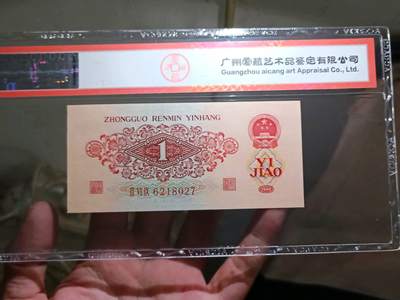 广州爱藏艺术品鉴定有限公司
Guangzhou aicang art Appraisal Co., Ltd.
ZHONGGUO RENMIN YINHANG
1
YI
JIAO
6218027